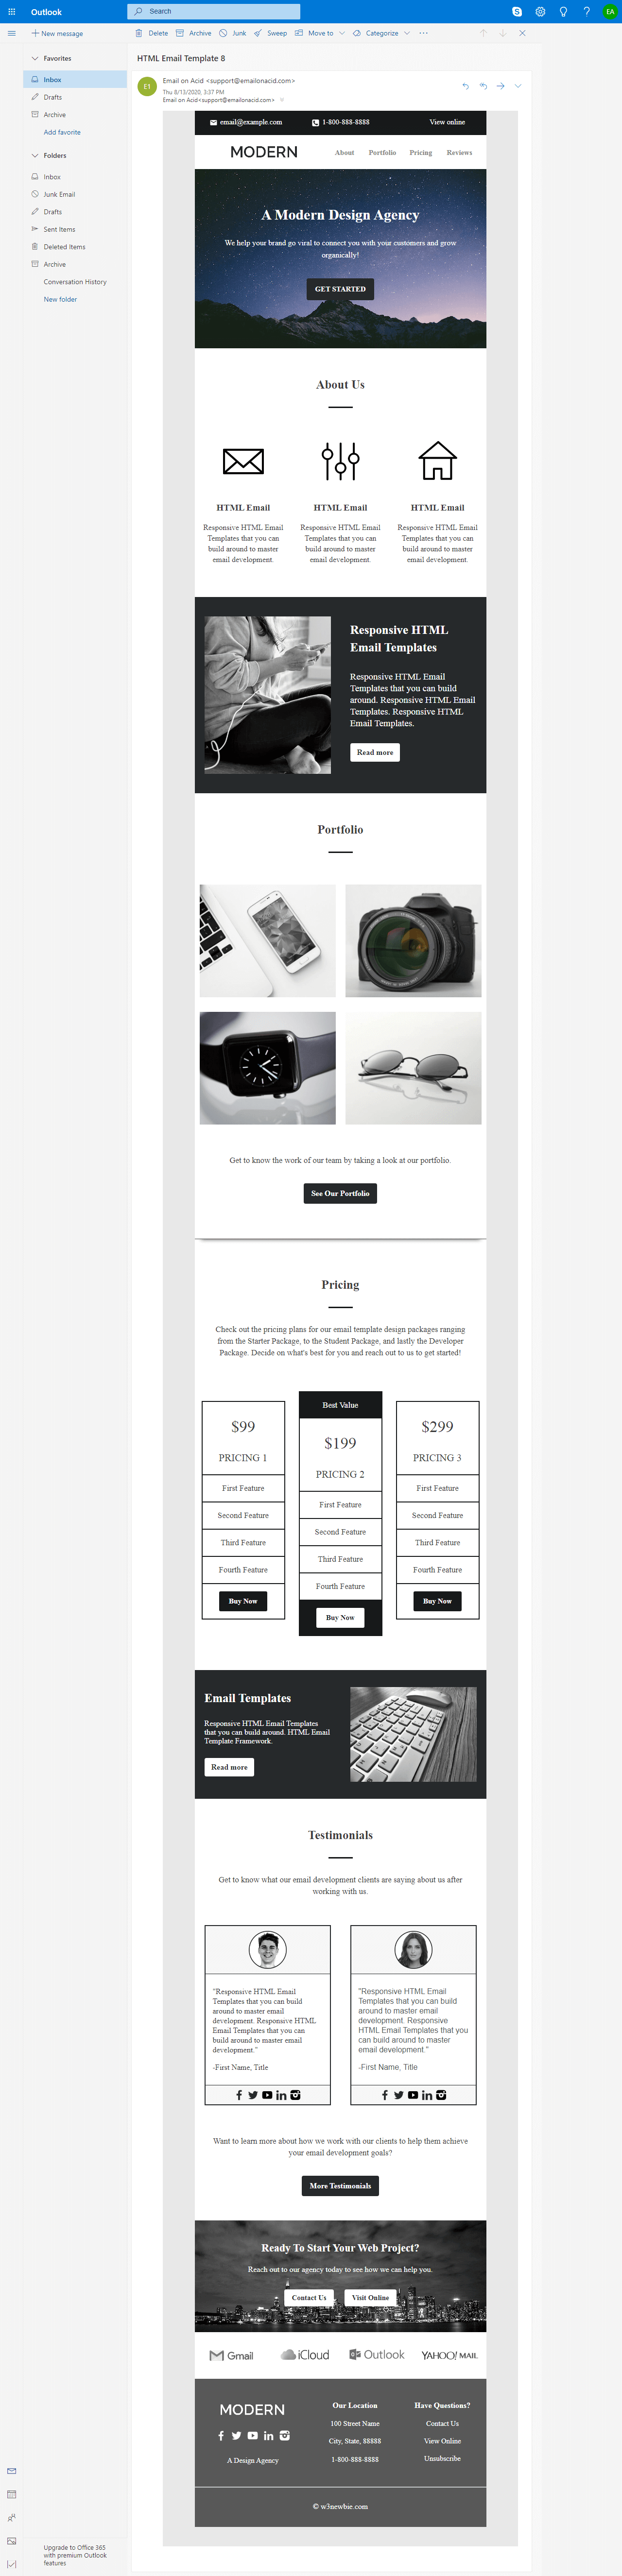 Outlook
Search
EA
New message
Delete
Archive
Junk
Sweep
Move to
Categorize
Favorites
Inbox
Drafts
Archive
Add favorite
Folders
Inbox
Junk Email
Drafts
Sent Items
Deleted Items
Archive
Conversation History
New folder
Upgrade to Office 365
with premium Outlook
features
HTML Email Template 8
E1
Email on Acid <support@emailonacid.com>
Thu 8/13/2020, 3:37 PM
Email on Acid<support@emailonacid.com>
email@example.com
1-800-888-8888
View online
MODERN
About
Portfolio
Pricing
Reviews
A Modern Design Agency
We help your brand go viral to connect you with your customers and grow
organically!
GET STARTED
About Us
HTML Email
Responsive HTML Email
Templates that you can
build around to master
email development.
HTML Email
Responsive HTML Email
Templates that you can
build around to master
email development.
HTML Email
Responsive HTML Email
Templates that you can
build around to master
email development.
Responsive HTML
Email Templates
Responsive HTML Email
Templates that you can build
around. Responsive HTML Email
Templates. Responsive HTML
Email Templates.
Read more
Portfolio
Get to know the work of our team by taking a look at our portfolio.
See Our Portfolio
Pricing
Check out the pricing plans for our email template design packages ranging
from the Starter Package, to the Student Package, and lastly the Developer
Package. Decide on what's best for you and reach out to us to get started!
$99
PRICING 1
First Feature
Second Feature
Third Feature
Fourth Feature
Buy Now
Best Value
$199
PRICING 2
First Feature
Second Feature
Third Feature
Fourth Feature
Buy Now
$299
PRICING 3
First Feature
Second Feature
Third Feature
Fourth Feature
Buy Now
Email Templates
Responsive HTML Email Templates
that you can build around. HTML Email
Template Framework.
Read more
Testimonials
Get to know what our email development clients are saying about us after
working with us.
"Responsive HTML Email
Templates that you can build
around to master email
development. Responsive HTML
Email Templates that you can
build around to master email
development."
-First Name, Title
"Responsive HTML Email
Templates that you can build
around to master email
development. Responsive
HTML Email Templates that you
can build around to master
email development."
-First Name, Title
Want to learn more about how we work with our clients to help them achieve
your email development goals?
More Testimonials
Ready To Start Your Web Project?
Reach out to our agency today to see how we can help you.
Contact Us
Visit Online
Gmail
iCloud
Outlook
YAHOO! MAIL
MODERN
A Design Agency
Our Location
100 Street Name
City, State, 88888
1-800-888-8888
Have Questions?
Contact Us
View Online
Unsubscribe
© w3newbie.com